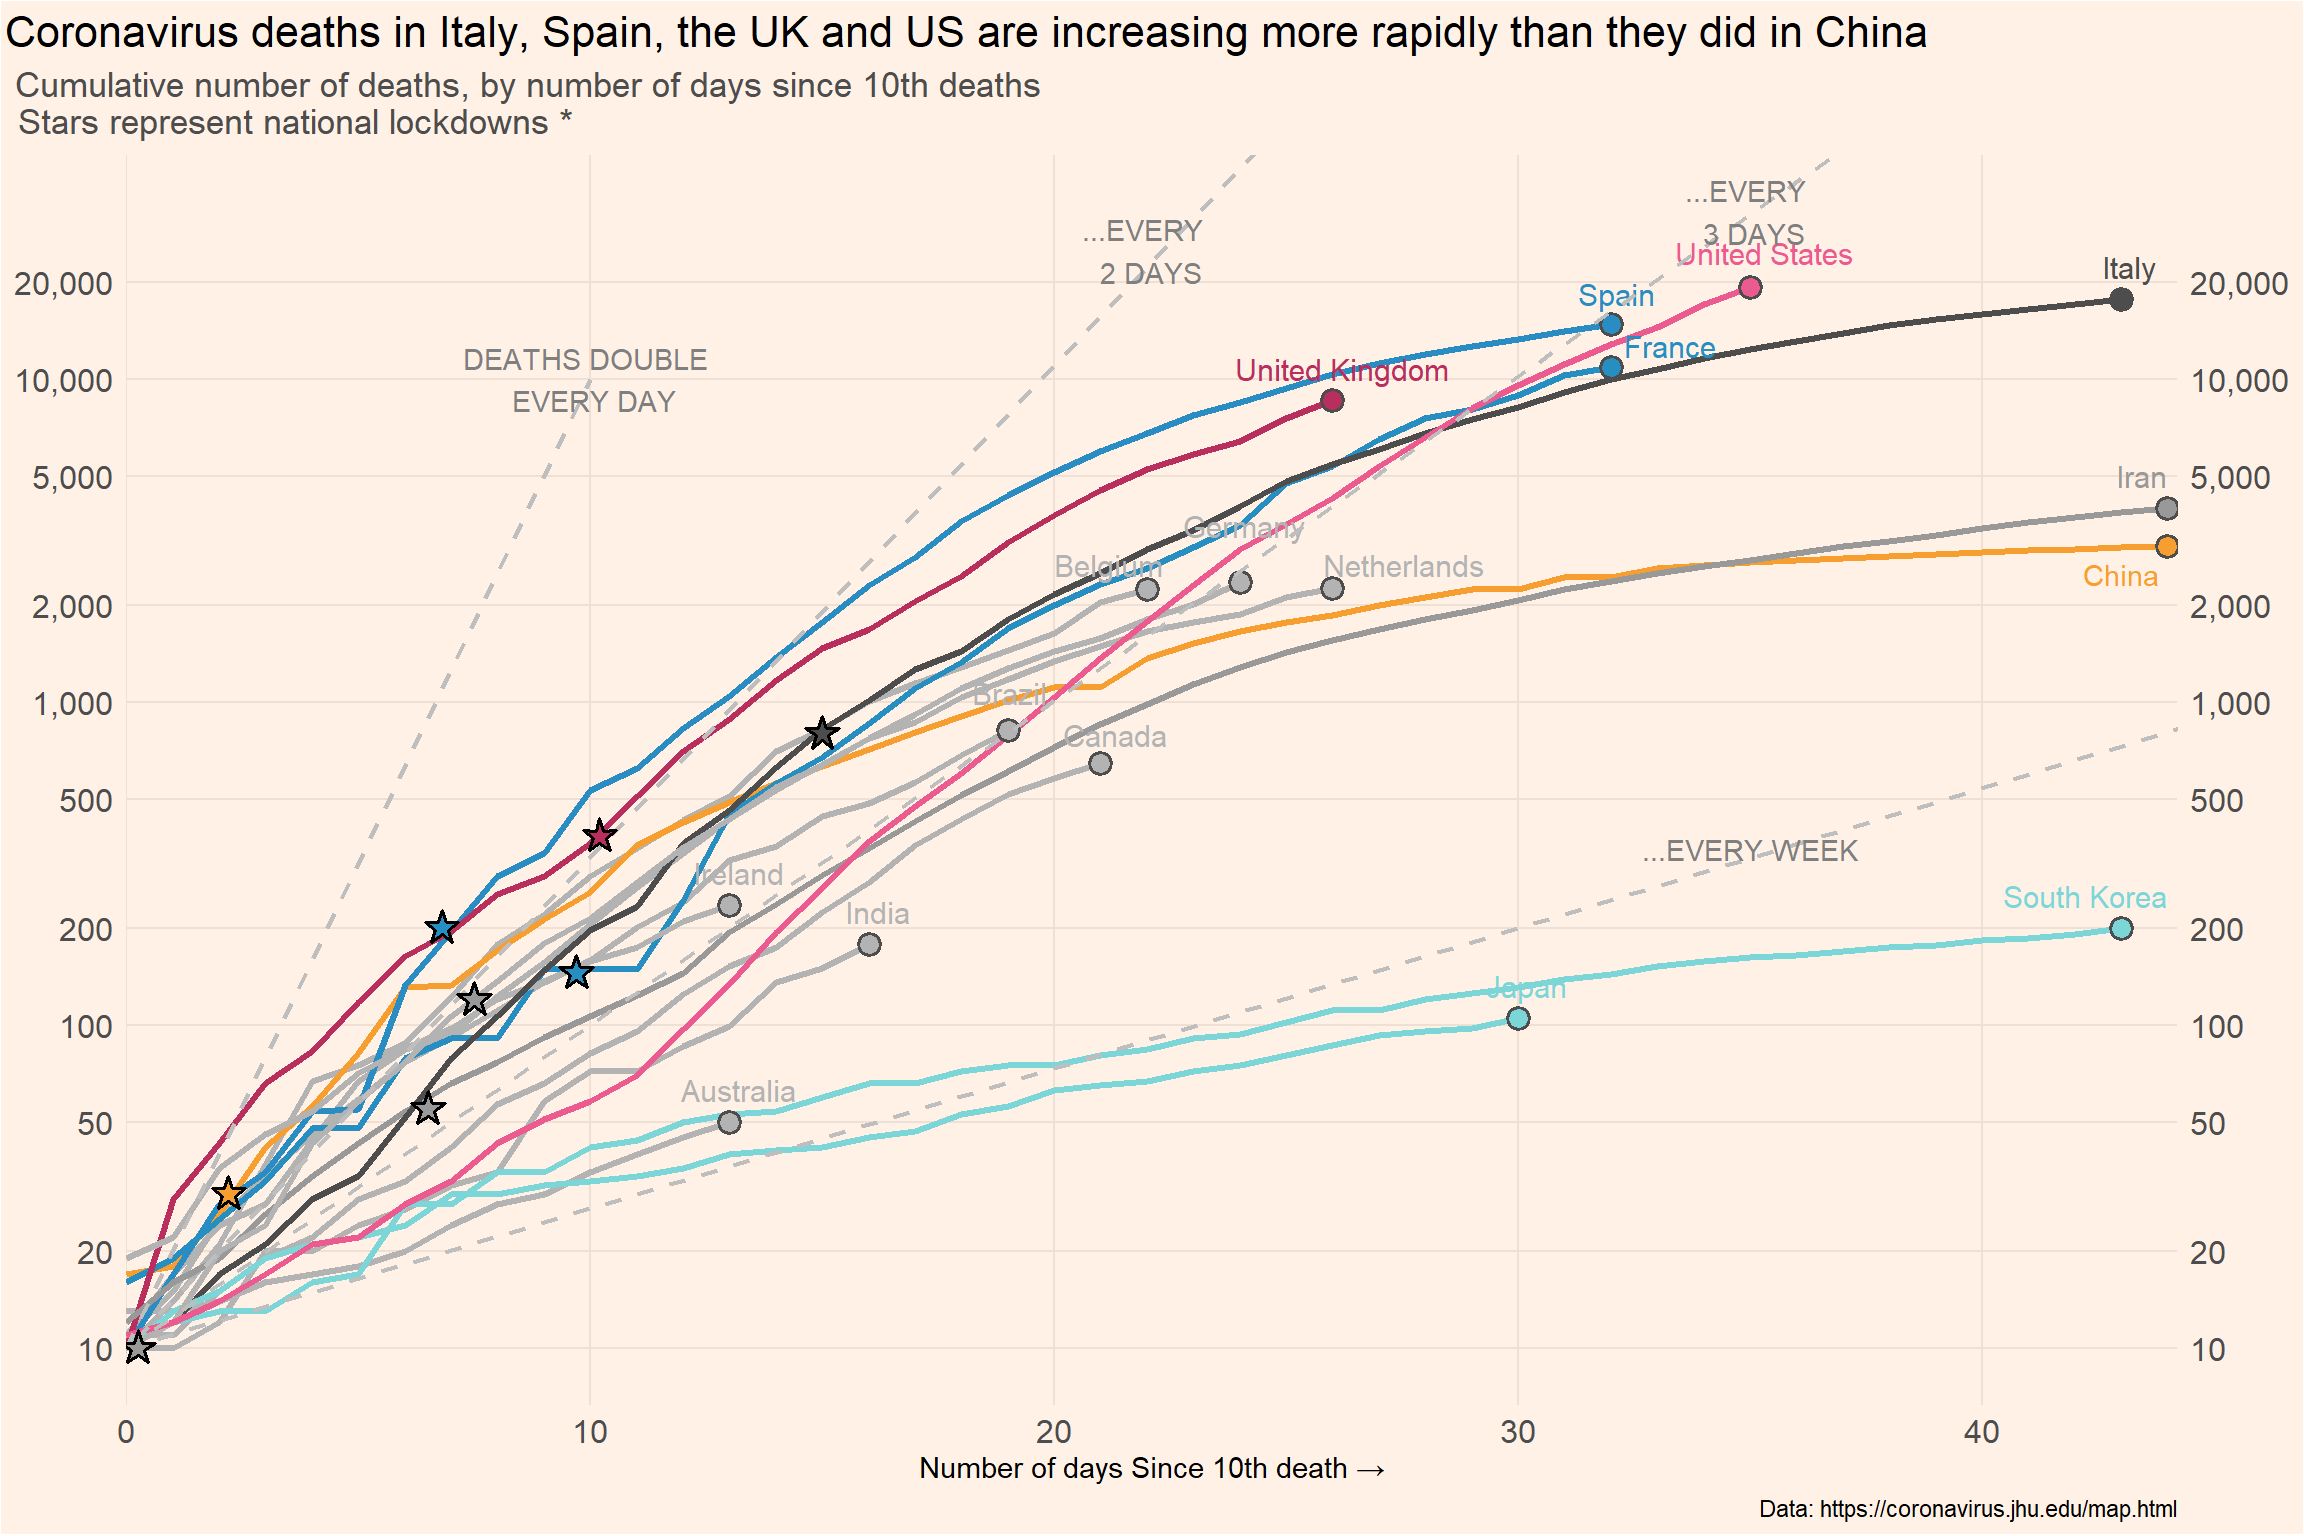 Coronavirus deaths in Italy, Spain, the UK and US are increasing more rapidly than they did in China
Cumulative number of deaths, by number of days since 10th deaths
Stars represent national lockdowns *
...EVERY
3 DAYS
...EVERY
2 DAYS
United States
Italy
20,000
20,000
Spain
France
DEATHS DOUBLE
EVERY DAY
United Kingdom
10,000
10,000
5,000
5,000
Iran
Germany
Belgium
Netherlands
China
2,000
2,000
Brazil
1,000
1,000
Canada
500
500
...EVERY WEEK
Ireland
South Korea
India
200
200
Japan
100
100
Australia
50
50
20
20
10
10
0
10
20
30
40
Number of days Since 10th death →
Data: https://coronavirus.jhu.edu/map.html